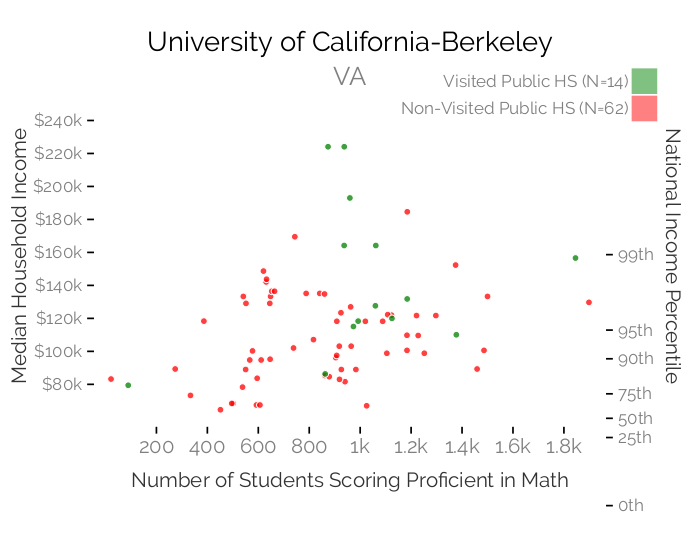 University of California-Berkeley
VA
Visited Public HS (N=14)
Non-Visited Public HS (N=62)
Median Household Income
$240k
$220k
$200k
$180k
$160k
$140k
$120k
$100k
$80k
National Income Percentile
99th
95th
90th
75th
50th
25th
0th
200 400 600 800 1k 1.2k 1.4k 1.6k 1.8k
Number of Students Scoring Proficient in Math